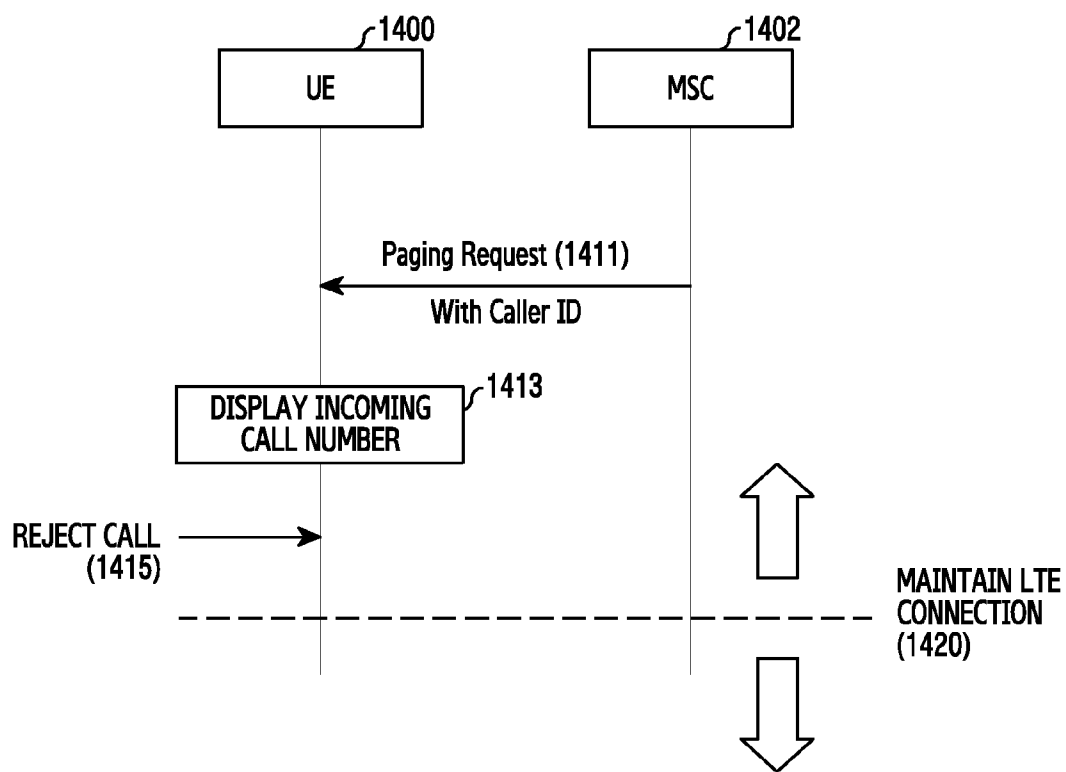 1400
1402
UE
MSC
Paging Request (1411)
With Caller ID
1413
DISPLAY INCOMING
CALL NUMBER
REJECT CALL
(1415)
MAINTAIN LTE
CONNECTION
(1420)